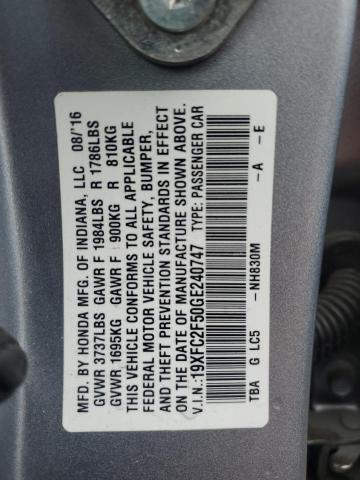 MFD. BY HONDA MFG. OF INDIANA, LLC 08/'16
GVWR 3737LBS GAWR F 1984LBS R 1786LBS
GVWR 1695KG GAWR F 900KG R 810KG
THIS VEHICLE CONFORMS TO ALL APPLICABLE
FEDERAL MOTOR VEHICLE SAFETY, BUMPER,
AND THEFT PREVENTION STANDARDS IN EFFECT
ON THE DATE OF MANUFACTURE SHOWN ABOVE.
V.I.N.:19XFC2F50GE240747 TYPE: PASSENGER CAR
TBA G LC5 -NH830M -A -E